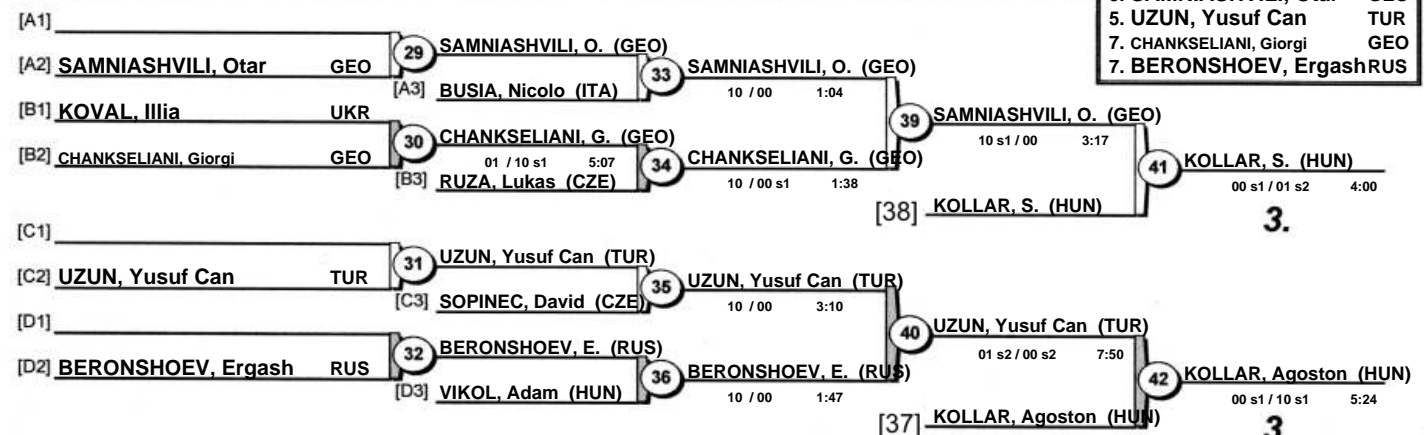 5. UZUN, Yusuf Can TUR
7. CHANKSELIANI, Giorgi GEO
7. BERONSHOEV, Ergash RUS
[A1]
[A2] SAMNIASHVILI, Otar GEO
29
SAMNIASHVILI, O. (GEO)
[A3] BUSIA, Nicolo (ITA)
33
SAMNIASHVILI, O. (GEO)
10 / 00 1:04
[B1] KOVAL, Illia UKR
[B2] CHANKSELIANI, Giorgi GEO
30
CHANKSELIANI, G. (GEO)
01 / 10 s1 5:07
[B3] RUZA, Lukas (CZE)
34
CHANKSELIANI, G. (GEO)
10 / 00 s1 1:38
39
SAMNIASHVILI, O. (GEO)
10 s1 / 00 3:17
[38] KOLLAR, S. (HUN)
41
KOLLAR, S. (HUN)
00 s1 / 01 s2 4:00
3.
[C1]
[C2] UZUN, Yusuf Can TUR
31
UZUN, Yusuf Can (TUR)
[C3] SOPINEC, David (CZE)
35
UZUN, Yusuf Can (TUR)
10 / 00 3:10
[D1]
[D2] BERONSHOEV, Ergash RUS
32
BERONSHOEV, E. (RUS)
[D3] VIKOL, Adam (HUN)
36
BERONSHOEV, E. (RUS)
10 / 00 1:47
40
UZUN, Yusuf Can (TUR)
01 s2 / 00 s2 7:50
[37] KOLLAR, Agoston (HUN)
42
KOLLAR, Agoston (HUN)
00 s1 / 10 s1 5:24
3